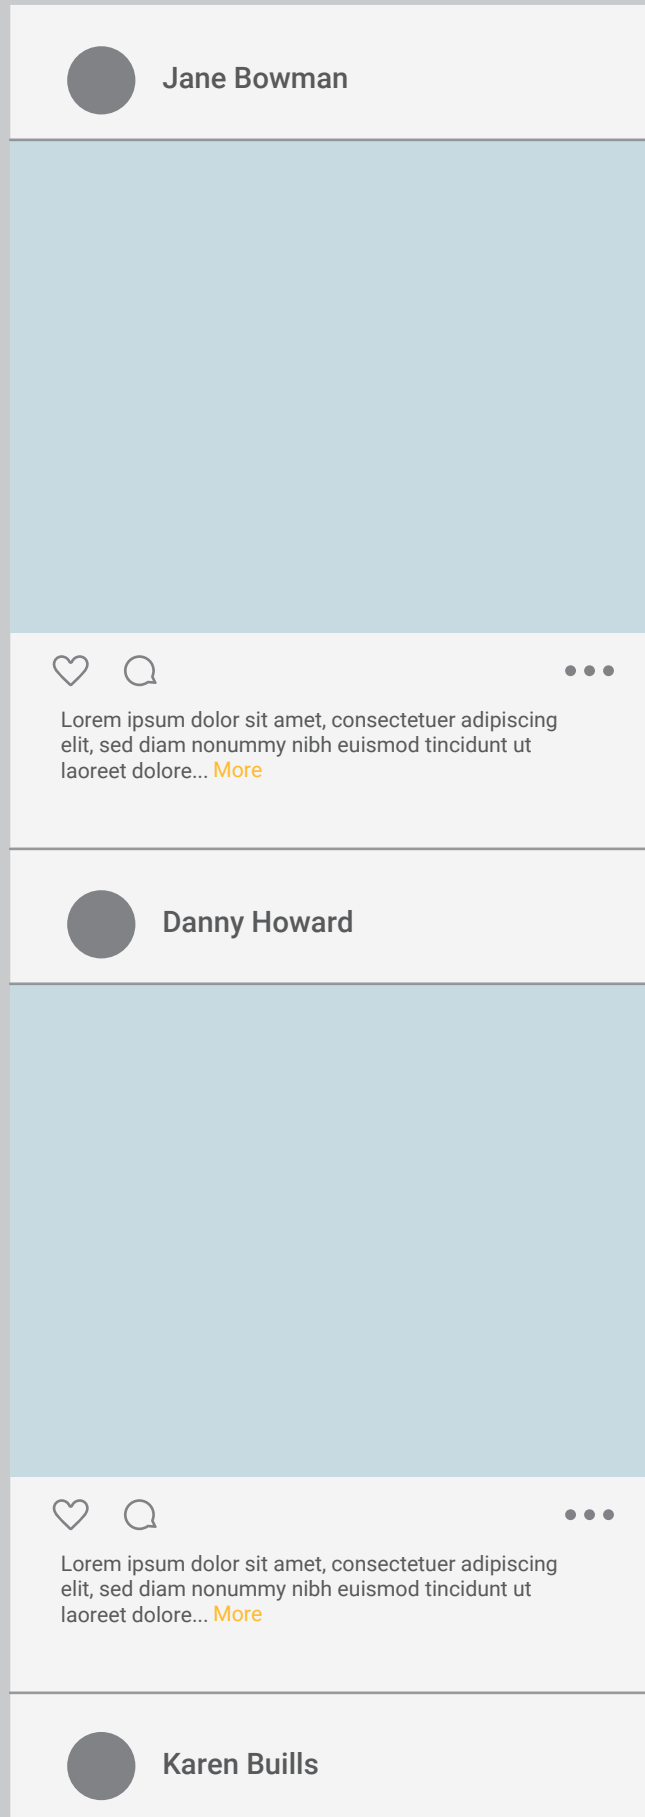 Jane Bowman
Lorem ipsum dolor sit amet, consectetuer adipiscing
elit, sed diam nonummy nibh euismod tincidunt ut
laoreet dolore... More
Danny Howard
Lorem ipsum dolor sit amet, consectetuer adipiscing
elit, sed diam nonummy nibh euismod tincidunt ut
laoreet dolore... More
Karen Buills